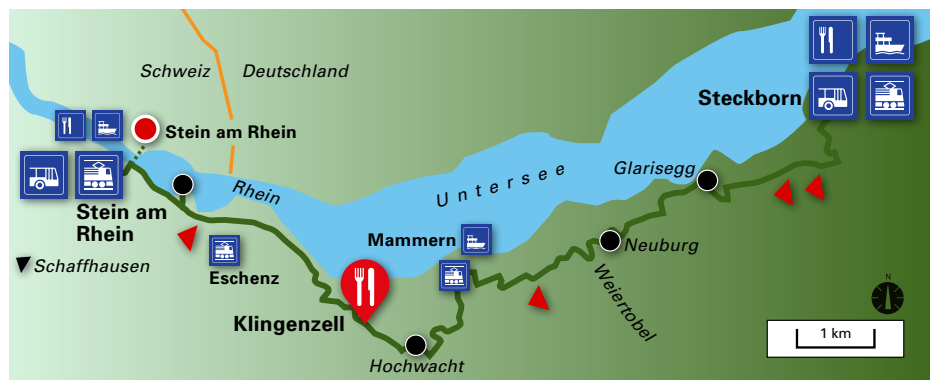 Steckborn
Schweiz
Deutschland
Stein am Rhein
Glarisegg
Untersee
Rhein
Stein am
Rhein
Mammern
Neuburg
Schaffhausen
Eschenz
Weiertobel
N
Klingenzell
1 km
Hochwacht